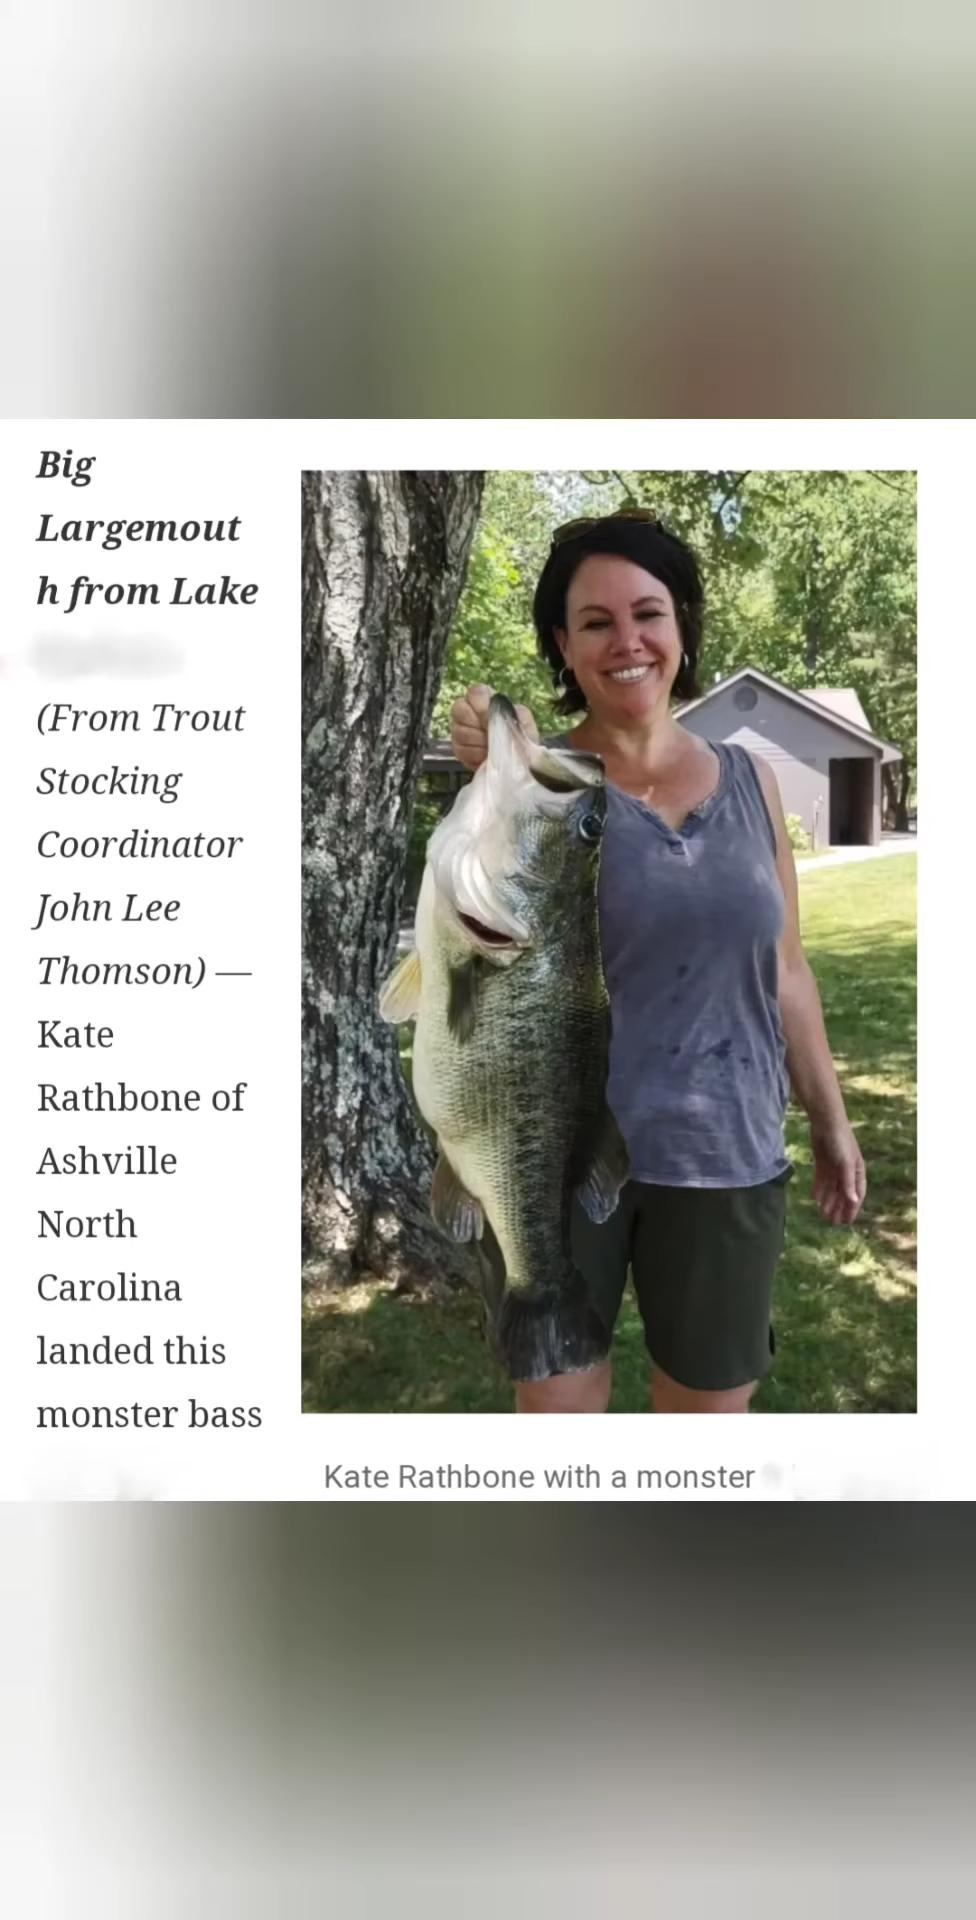 Big
Largemout
h from Lake
(From Trout
Stocking
Coordinator
John Lee
Thomson) —
Kate
Rathbone of
Ashville
North
Carolina
landed this
monster bass
Kate Rathbone with a monster